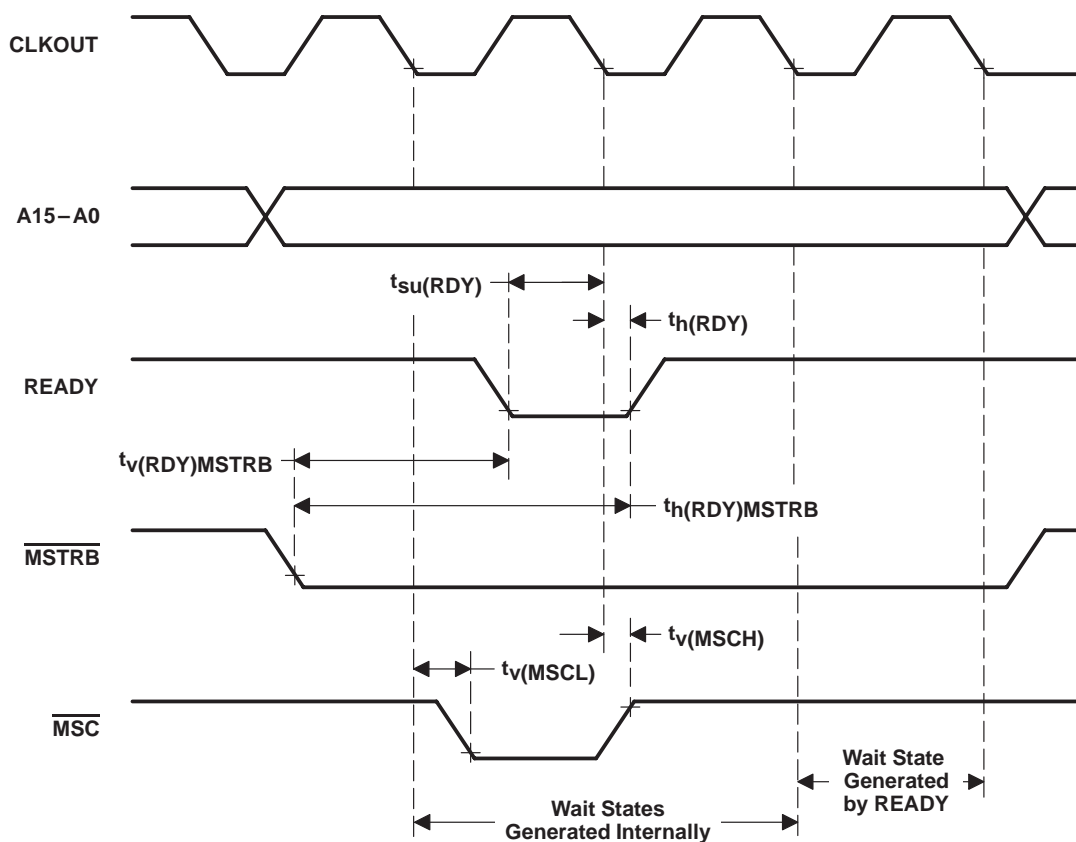 CLKOUT
A15–A0
tsu(RDY)
th(RDY)
READY
tv(RDY)MSTRB
th(RDY)MSTRB
MSTRB
tv(MSCH)
tv(MSCL)
MSC
Wait State
Generated
by READY
Wait States
Generated Internally